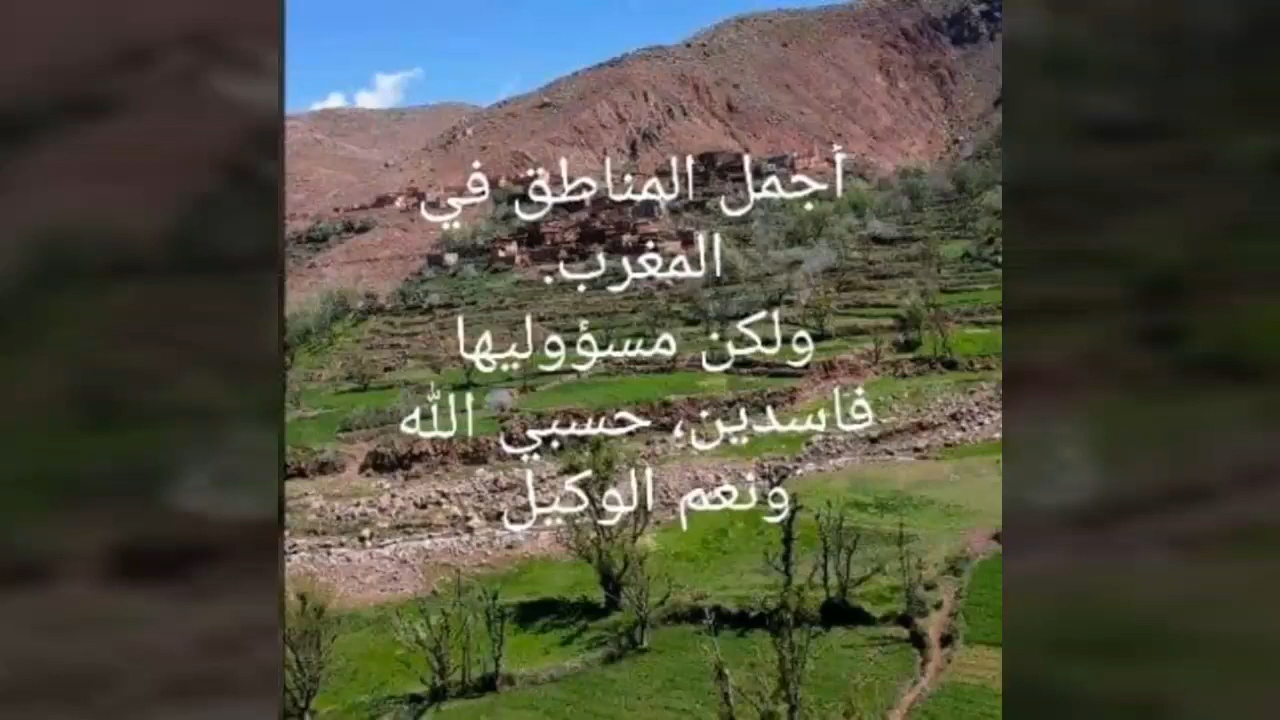 أجمل المناطق في
المغرب.
ولكن مسؤوليها
فاسدين، حسبي الله
ونعم الوكيل